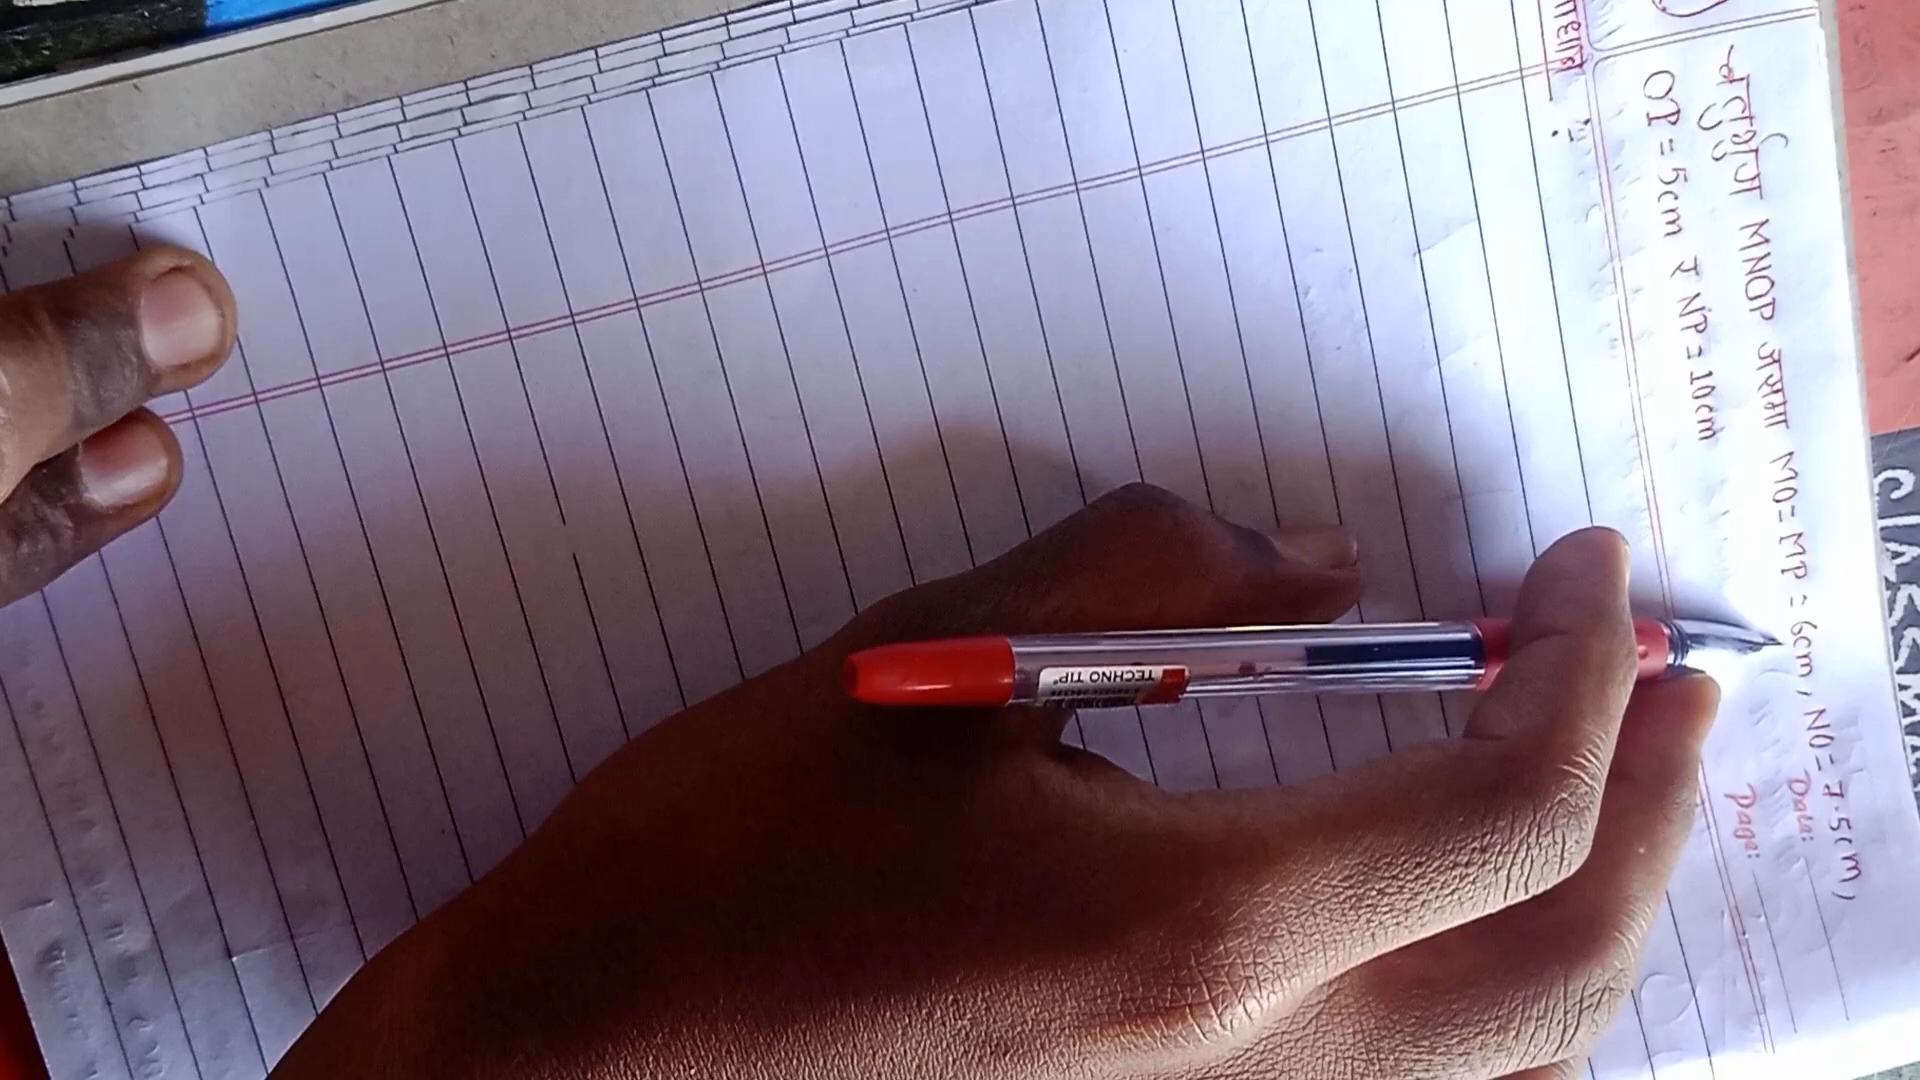 चतुर्भुज MNOP जसमा MO = MP = 6cm, NO = 7.5cm,
OP = 5cm र NP = 10cm
Date:
Page:
TECHNO TIP